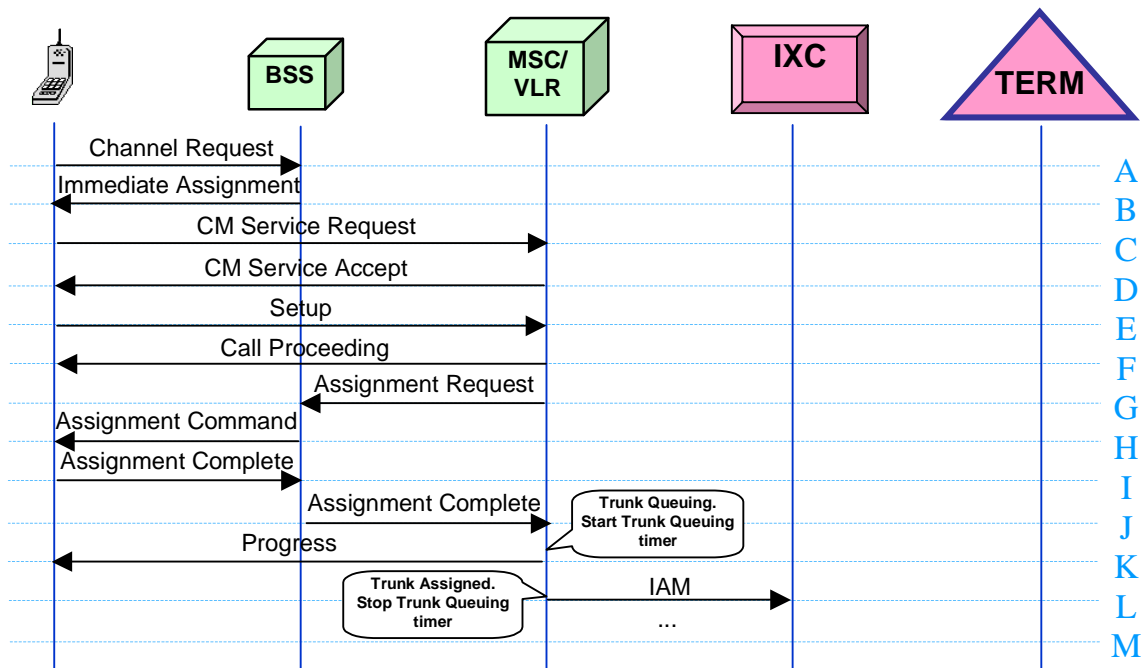 BSS
MSC/
VLR
IXC
TERM
Channel Request
A
Immediate Assignment
B
CM Service Request
C
CM Service Accept
D
Setup
E
Call Proceeding
F
Assignment Request
G
Assignment Command
H
Assignment Complete
I
Assignment Complete
J
Trunk Queuing.
Start Trunk Queuing
timer
Progress
K
Trunk Assigned.
Stop Trunk Queuing
timer
IAM
L
...
M